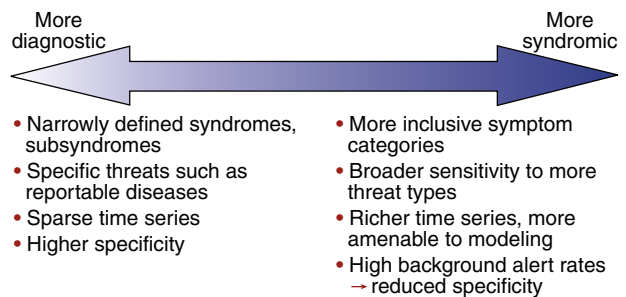 More
diagnostic
More
syndromic
• Narrowly defined syndromes,
subsyndromes
• Specific threats such as
reportable diseases
• Sparse time series
• Higher specificity
• More inclusive symptom
categories
• Broader sensitivity to more
threat types
• Richer time series, more
amenable to modeling
• High background alert rates
→ reduced specificity